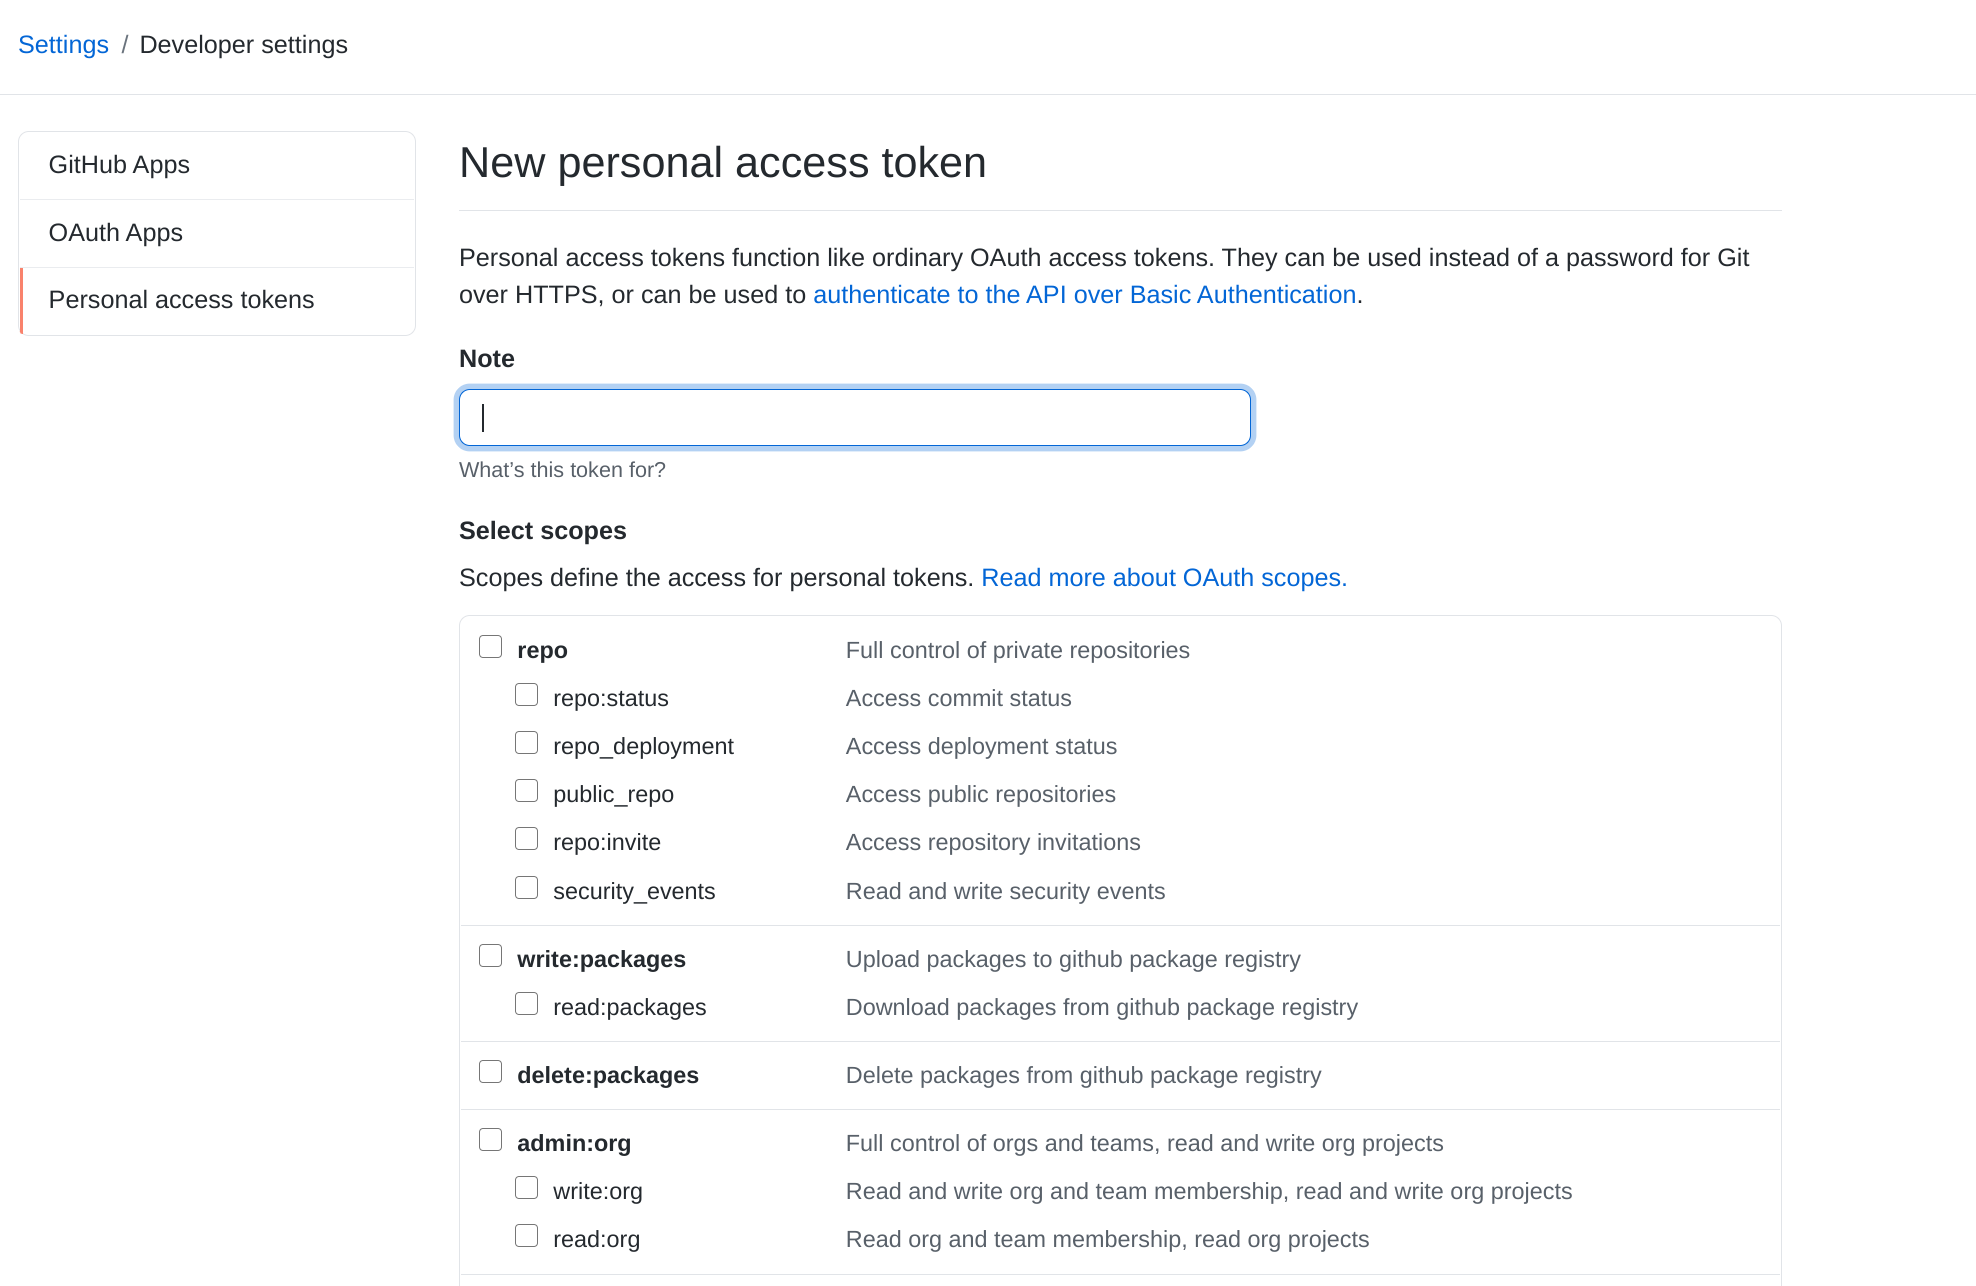 Settings / Developer settings
GitHub Apps
OAuth Apps
Personal access tokens
New personal access token
Personal access tokens function like ordinary OAuth access tokens. They can be used instead of a password for Git
over HTTPS, or can be used to authenticate to the API over Basic Authentication.
Note
What’s this token for?
Select scopes
Scopes define the access for personal tokens. Read more about OAuth scopes.
repo Full control of private repositories
repo:status Access commit status
repo_deployment Access deployment status
public_repo Access public repositories
repo:invite Access repository invitations
security_events Read and write security events
write:packages Upload packages to github package registry
read:packages Download packages from github package registry
delete:packages Delete packages from github package registry
admin:org Full control of orgs and teams, read and write org projects
write:org Read and write org and team membership, read and write org projects
read:org Read org and team membership, read org projects